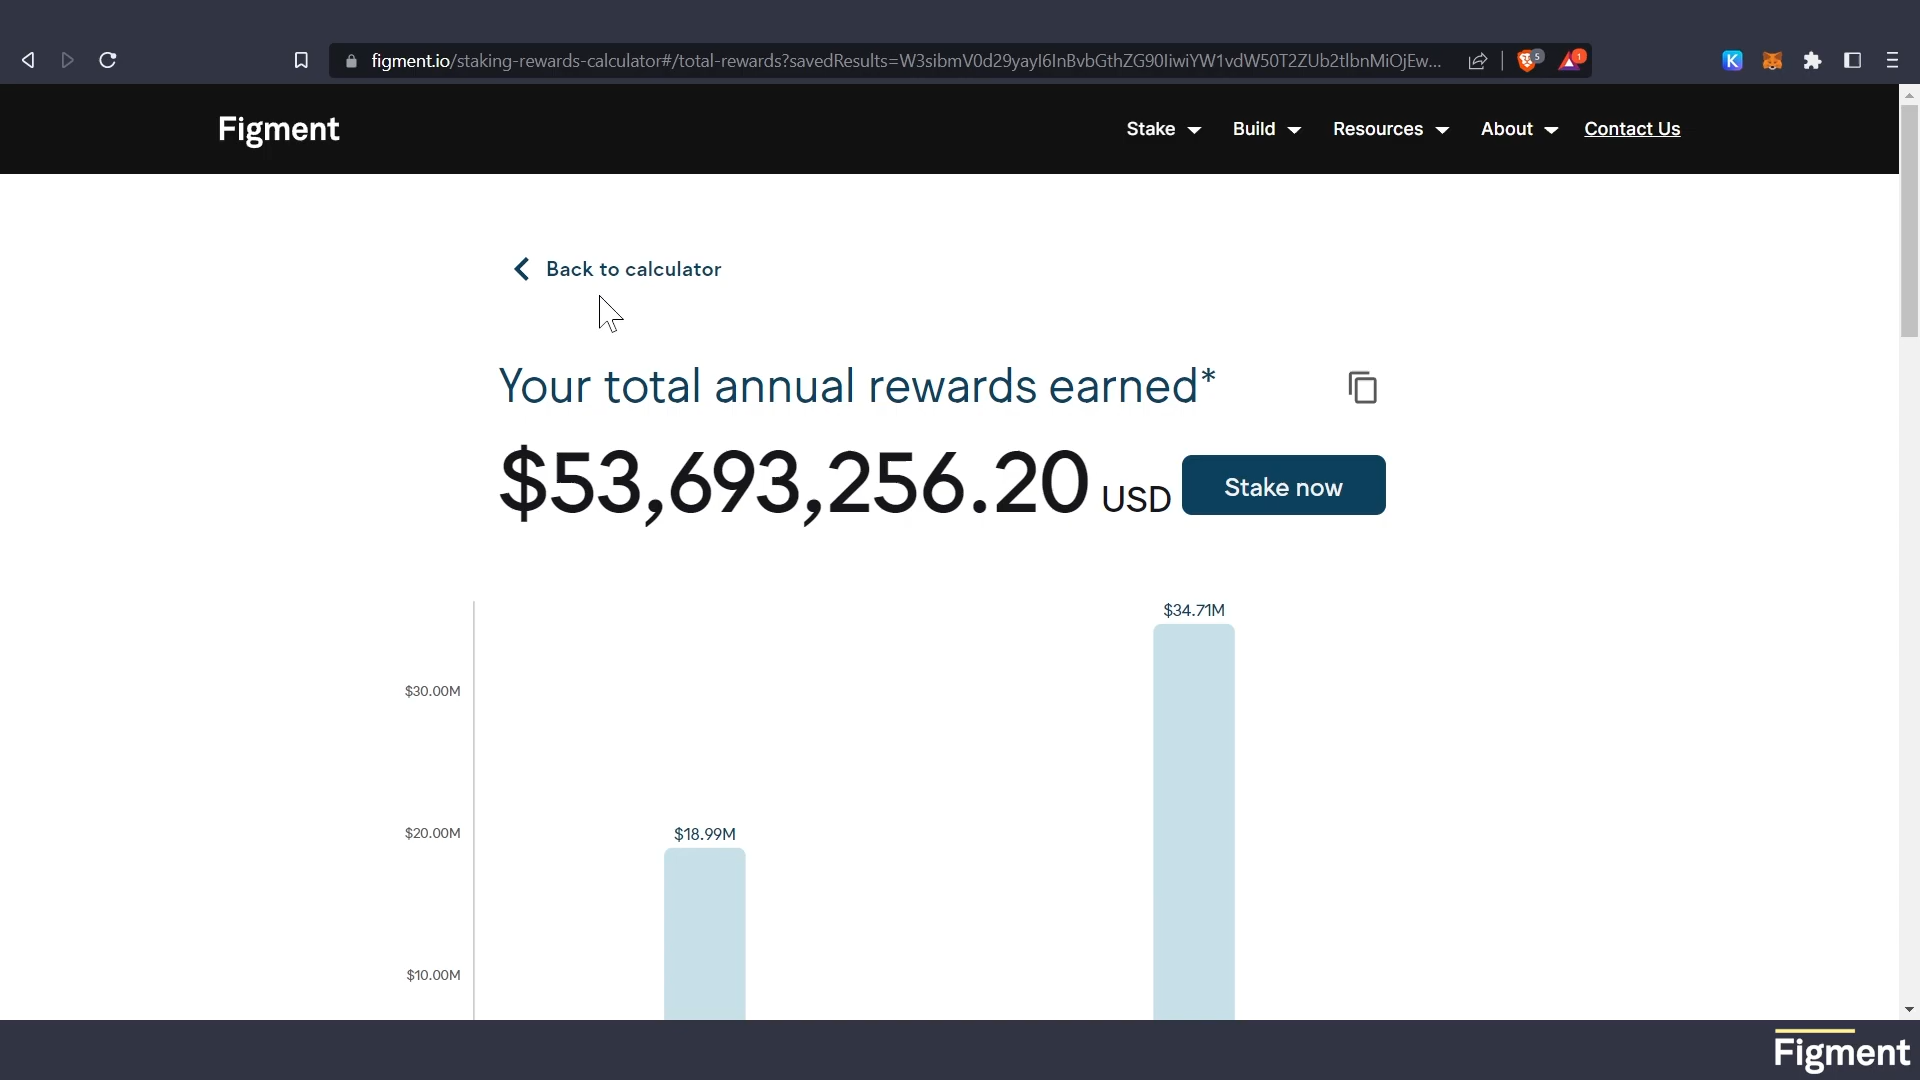 figment.io/staking-rewards-calculator#/total-rewards?savedResults=W3sibmV0d29yayI6InBvbGthZG90IiwiYW1vdW50T2ZUb2tlbnMiOjEw...
5
1
K
Figment
Stake
Build
Resources
About
Contact Us
Back to calculator
Your total annual rewards earned*
$53,693,256.20 USD
Stake now
$34.71M
$30.00M
$18.99M
$20.00M
$10.00M
Figment